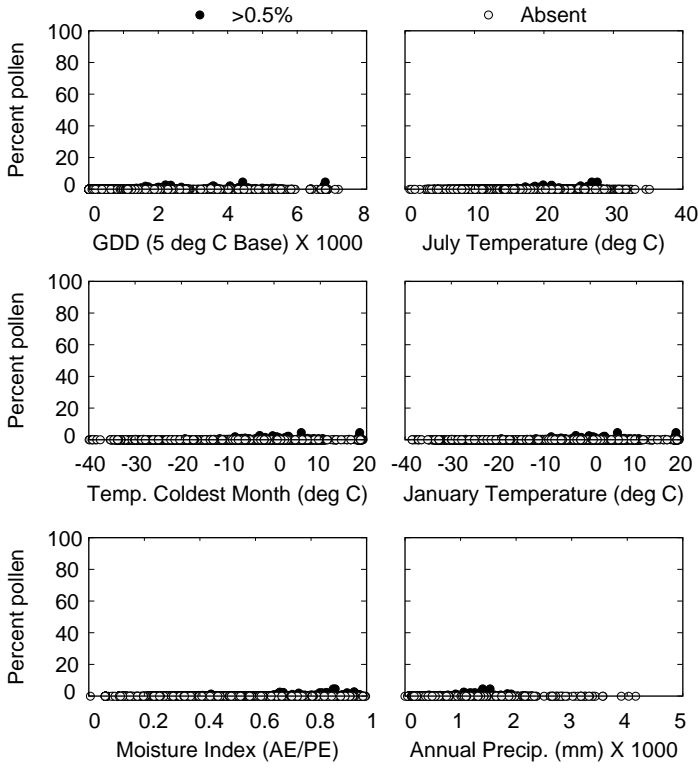 >0.5% Absent
Percent pollen
100
80
60
40
20
0
0 2 4 6 8
GDD (5 deg C Base) X 1000
0 10 20 30 40
July Temperature (deg C)
Percent pollen
100
80
60
40
20
0
-40 -30 -20 -10 0 10 20
Temp. Coldest Month (deg C)
-40 -30 -20 -10 0 10 20
January Temperature (deg C)
Percent pollen
100
80
60
40
20
0
0 0.2 0.4 0.6 0.8 1
Moisture Index (AE/PE)
0 1 2 3 4 5
Annual Precip. (mm) X 1000